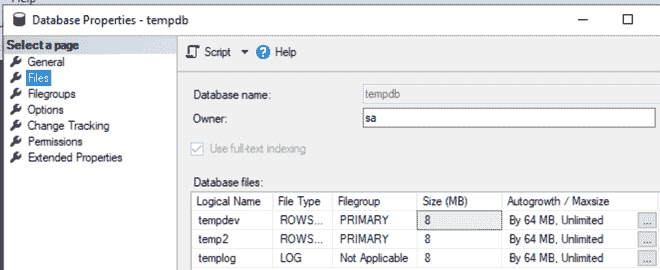 Help
Database Properties - tempdb
Select a page
General
Files
Filegroups
Options
Change Tracking
Permissions
Extended Properties
Script Help
Database name: tempdb
Owner: sa
Use full-text indexing
Database files:
Logical Name File Type Filegroup Size (MB) Autogrowth / Maxsize
tempdev ROWS... PRIMARY 8 By 64 MB, Unlimited ...
temp2 ROWS... PRIMARY 8 By 64 MB, Unlimited ...
templog LOG Not Applicable 8 By 64 MB, Unlimited ...